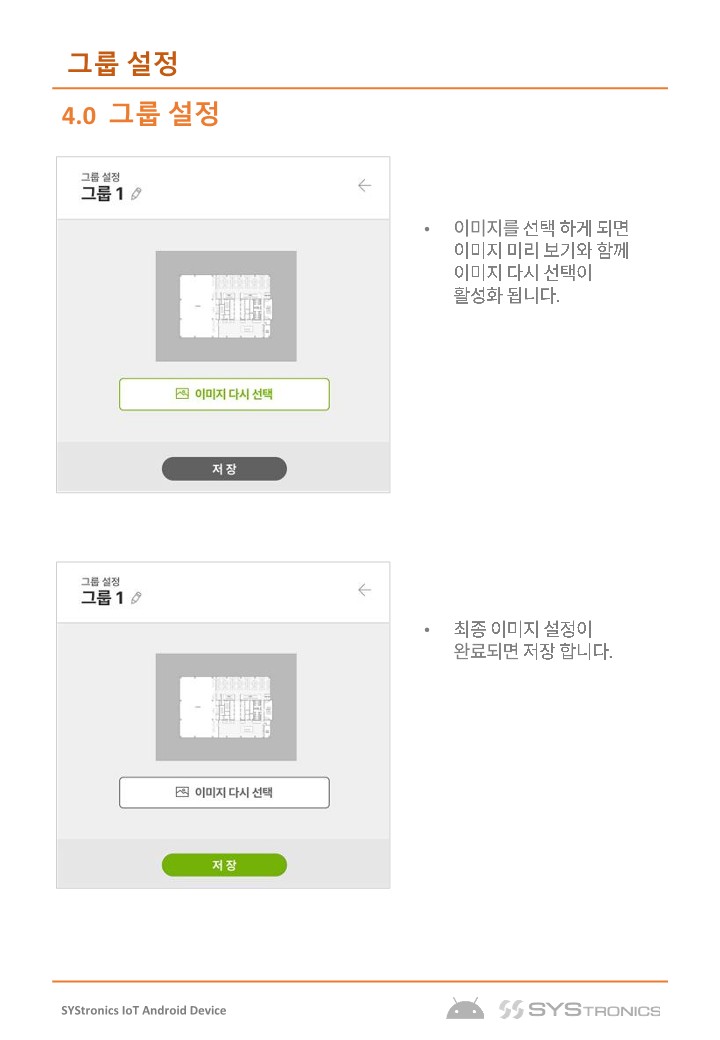 그룹 설정
4.0 그룹 설정
그룹 설정
그룹 1
이미지 다시 선택
저 장
• 이미지를 선택 하게 되면
이미지 미리 보기와 함께
이미지 다시 선택이
활성화 됩니다.
그룹 설정
그룹 1
이미지 다시 선택
저 장
• 최종 이미지 설정이
완료되면 저장 합니다.
SYStronics IoT Android Device
SYSTRONICS